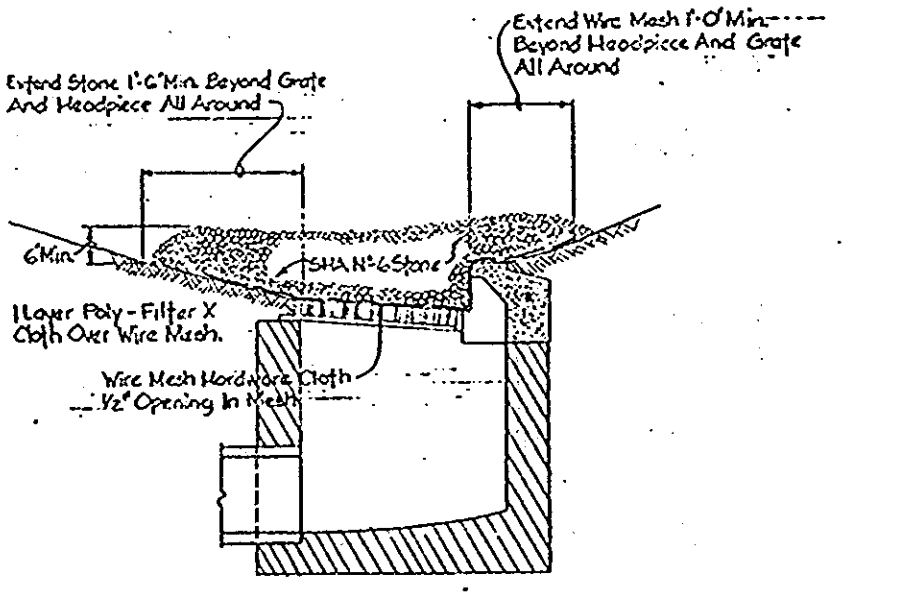 Extend Wire Mesh 1'-0" Min.
Beyond Headpiece And Grate
All Around
Extend Stone 1'-6" Min. Beyond Grate
And Headpiece All Around
6" Min.
SHA Nº 6 Stone
1 Layer Poly-Filter X
Cloth Over Wire Mesh.
Wire Mesh Hardware Cloth
1/2" Opening In Mesh